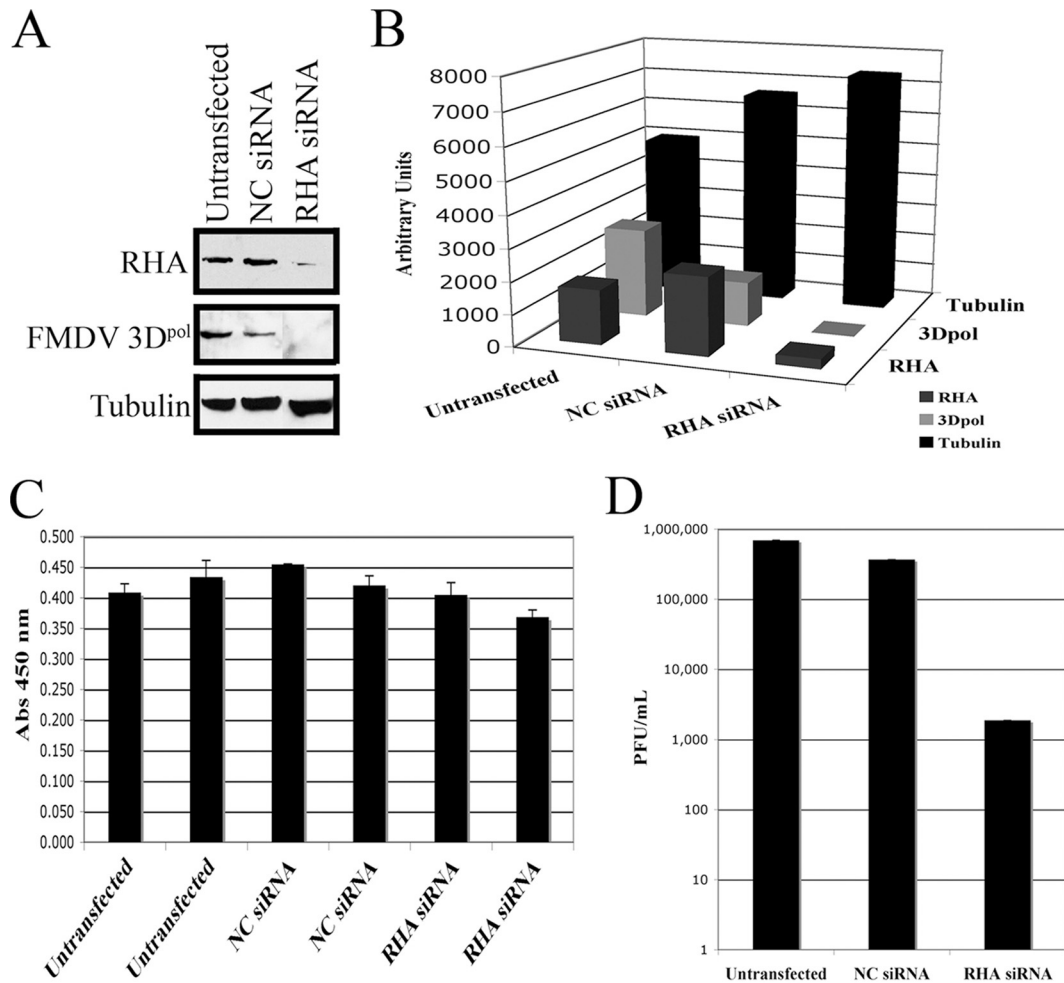 A
Untransfected
NC siRNA
RHA siRNA
RHA
FMDV 3Dpol
Tubulin
B
8000
7000
6000
5000
4000
3000
2000
1000
0
Arbitrary Units
Untransfected
NC siRNA
RHA siRNA
Tubulin
3Dpol
RHA
RHA
3Dpol
Tubulin
C
0.500
0.450
0.400
0.350
0.300
0.250
0.200
0.150
0.100
0.050
0.000
Abs 450 nm
Untransfected
Untransfected
NC siRNA
NC siRNA
RHA siRNA
RHA siRNA
D
1,000,000
100,000
10,000
1,000
100
10
1
PFU/mL
Untransfected
NC siRNA
RHA siRNA